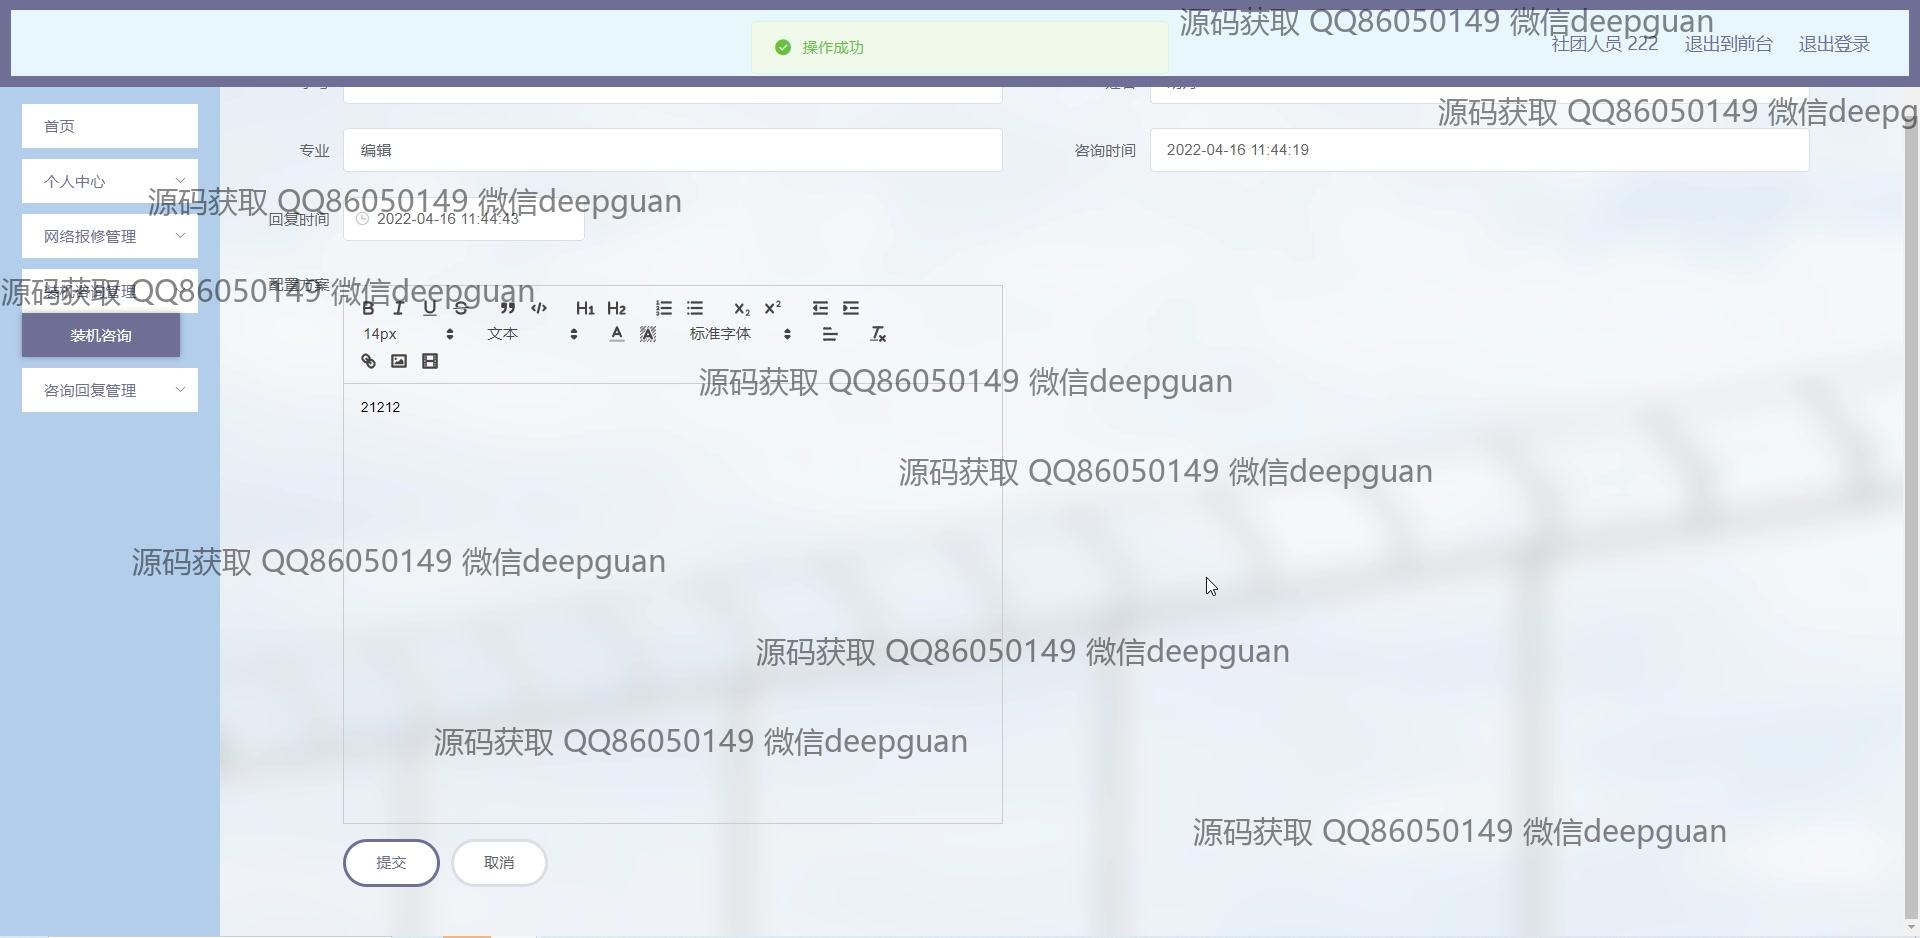 源码获取 QQ86050149 微信deepguan
操作成功
社团人员 222
退出到前台
退出登录
源码获取 QQ86050149 微信deepg
首页
专业
编辑
咨询时间
2022-04-16 11:44:19
个人中心
源码获取 QQ86050149 微信deepguan
回复时间
2022-04-16 11:44:43
网络报修管理
配置方案
装机咨询管理
源码获取 QQ86050149 微信deepguan
B I U S ” </> H1 H2 X2 X2
装机咨询
14px
文本
A
A
标准字体
Tx
源码获取 QQ86050149 微信deepguan
咨询回复管理
21212
源码获取 QQ86050149 微信deepguan
源码获取 QQ86050149 微信deepguan
源码获取 QQ86050149 微信deepguan
源码获取 QQ86050149 微信deepguan
源码获取 QQ86050149 微信deepguan
提交
取消